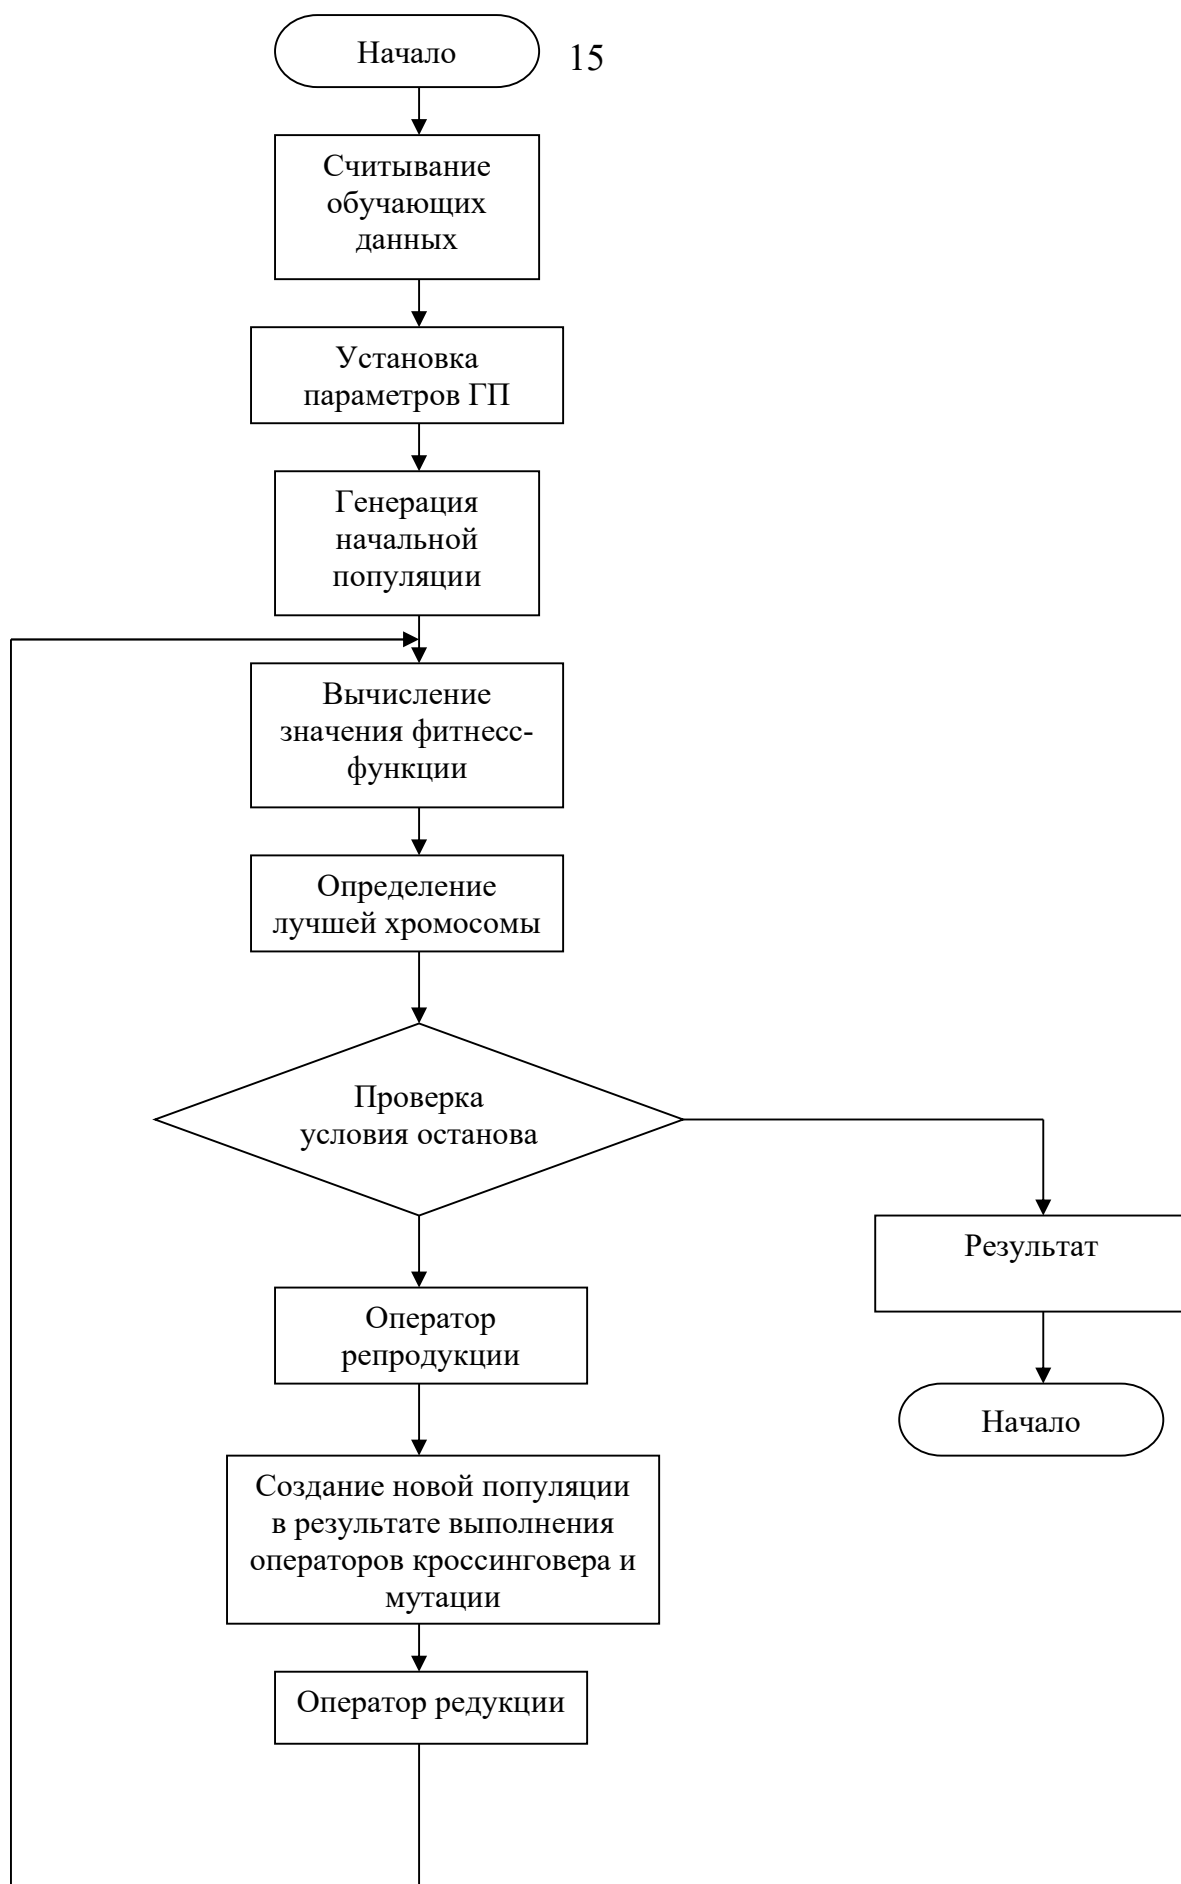 Начало
15
Считывание
обучающих
данных
Установка
параметров ГП
Генерация
начальной
популяции
Вычисление
значения фитнесс-
функции
Определение
лучшей хромосомы
Проверка
условия останова
Результат
Оператор
репродукции
Начало
Создание новой популяции
в результате выполнения
операторов кроссинговера и
мутации
Оператор редукции